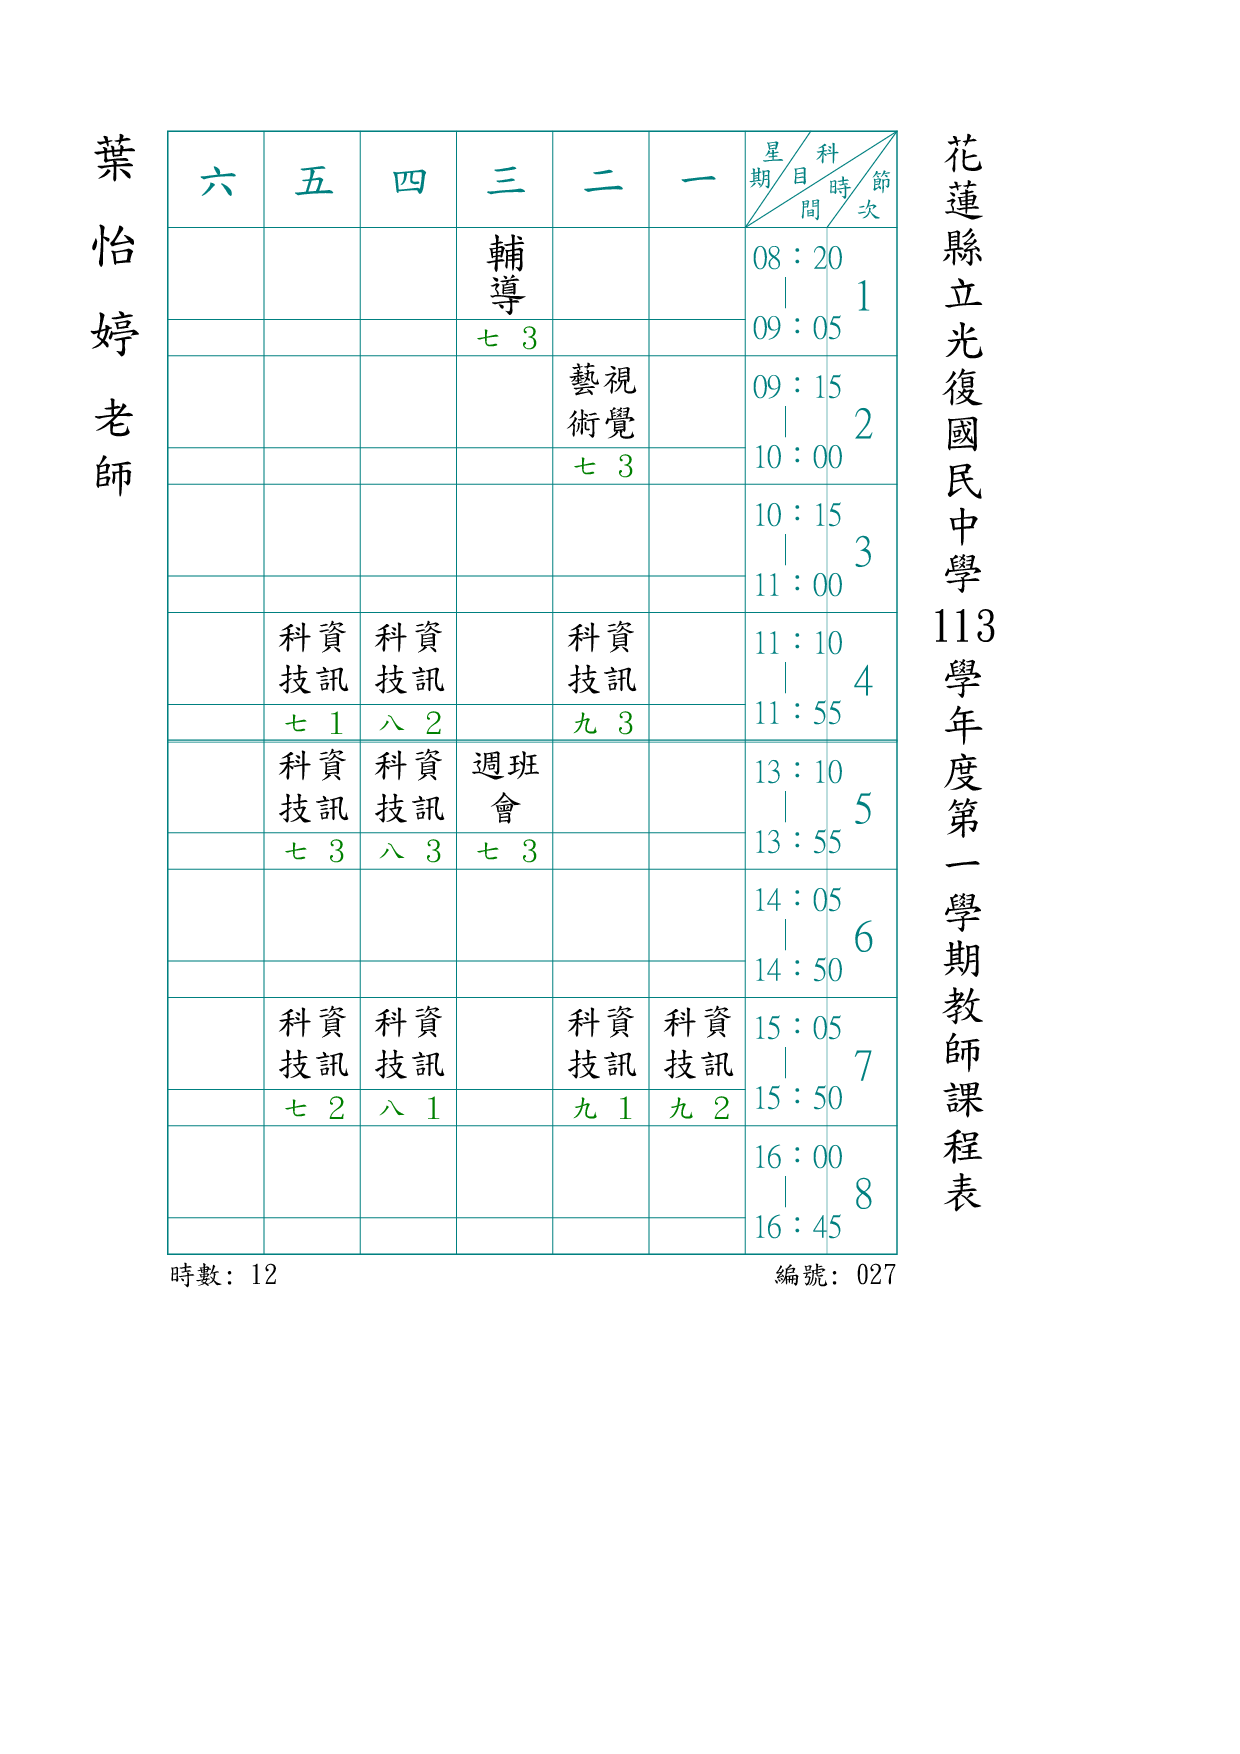 花蓮縣立光復國民中學113學年度第一學期教師課程表
葉怡婷老師
星期 科目 時間 節次
一 二 三 四 五 六
08：20｜09：05 1
輔導 七 3
09：15｜10：00 2
視覺藝術 七 3
10：15｜11：00 3
11：10｜11：55 4
資訊科技 九 3
資訊科技 八 2
資訊科技 七 1
13：10｜13：55 5
班週會 七 3
資訊科技 八 3
資訊科技 七 3
14：05｜14：50 6
15：05｜15：50 7
資訊科技 九 2
資訊科技 九 1
資訊科技 八 1
資訊科技 七 2
16：00｜16：45 8
時數: 12
編號: 027